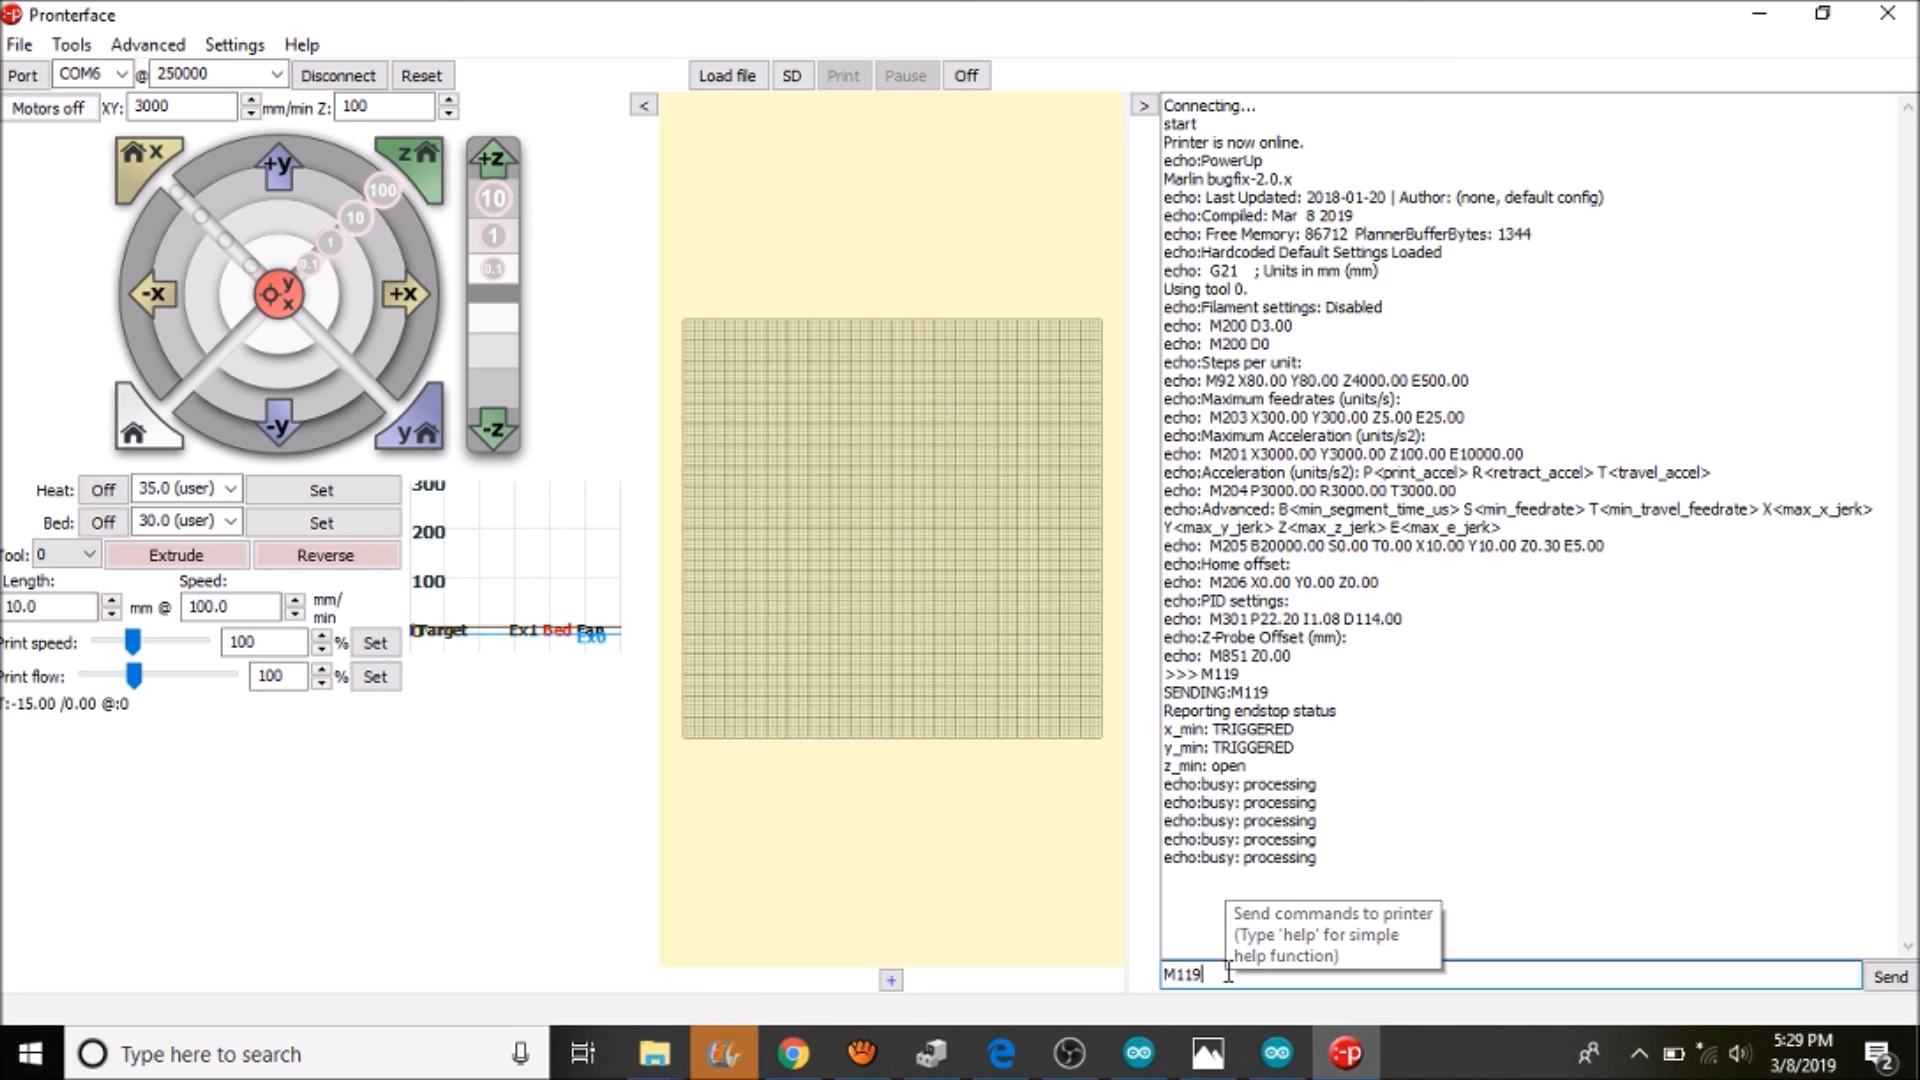 Pronterface
File Tools Advanced Settings Help
Port COM6 @ 250000 Disconnect Reset
Load file SD Print Pause Off
Motors off XY: 3000 mm/min Z: 100
<
>
x
z
+y
100
10
1
0.1
-x
y
x
+x
-y
y
+z
10
1
0.1
-z
Heat: Off 35.0 (user) Set
Bed: Off 30.0 (user) Set
Tool: 0 Extrude Reverse
Length: Speed:
10.0 mm @ 100.0 mm/
min
Print speed: 100 % Set
Print flow: 100 % Set
T:-15.00 /0.00 @:0
300
200
100
Target Ex1 Bed Fan
Ex0
+
Connecting...
start
Printer is now online.
echo:PowerUp
Marlin bugfix-2.0.x
echo: Last Updated: 2018-01-20 | Author: (none, default config)
echo:Compiled: Mar 8 2019
echo: Free Memory: 86712 PlannerBufferBytes: 1344
echo:Hardcoded Default Settings Loaded
echo: G21 ; Units in mm (mm)
Using tool 0.
echo:Filament settings: Disabled
echo: M200 D3.00
echo: M200 D0
echo:Steps per unit:
echo: M92 X80.00 Y80.00 Z4000.00 E500.00
echo:Maximum feedrates (units/s):
echo: M203 X300.00 Y300.00 Z5.00 E25.00
echo:Maximum Acceleration (units/s2):
echo: M201 X3000.00 Y3000.00 Z100.00 E10000.00
echo:Acceleration (units/s2): P<print_accel> R<retract_accel> T<travel_accel>
echo: M204 P3000.00 R3000.00 T3000.00
echo:Advanced: B<min_segment_time_us> S<min_feedrate> T<min_travel_feedrate> X<max_x_jerk>
Y<max_y_jerk> Z<max_z_jerk> E<max_e_jerk>
echo: M205 B20000.00 S0.00 T0.00 X10.00 Y10.00 Z0.30 E5.00
echo:Home offset:
echo: M206 X0.00 Y0.00 Z0.00
echo:PID settings:
echo: M301 P22.20 I1.08 D114.00
echo:Z-Probe Offset (mm):
echo: M851 Z0.00
>>> M119
SENDING:M119
Reporting endstop status
x_min: TRIGGERED
y_min: TRIGGERED
z_min: open
echo:busy: processing
echo:busy: processing
echo:busy: processing
echo:busy: processing
echo:busy: processing
Send commands to printer
(Type 'help' for simple
help function)
M119
Send
Type here to search
5:29 PM
3/8/2019
2